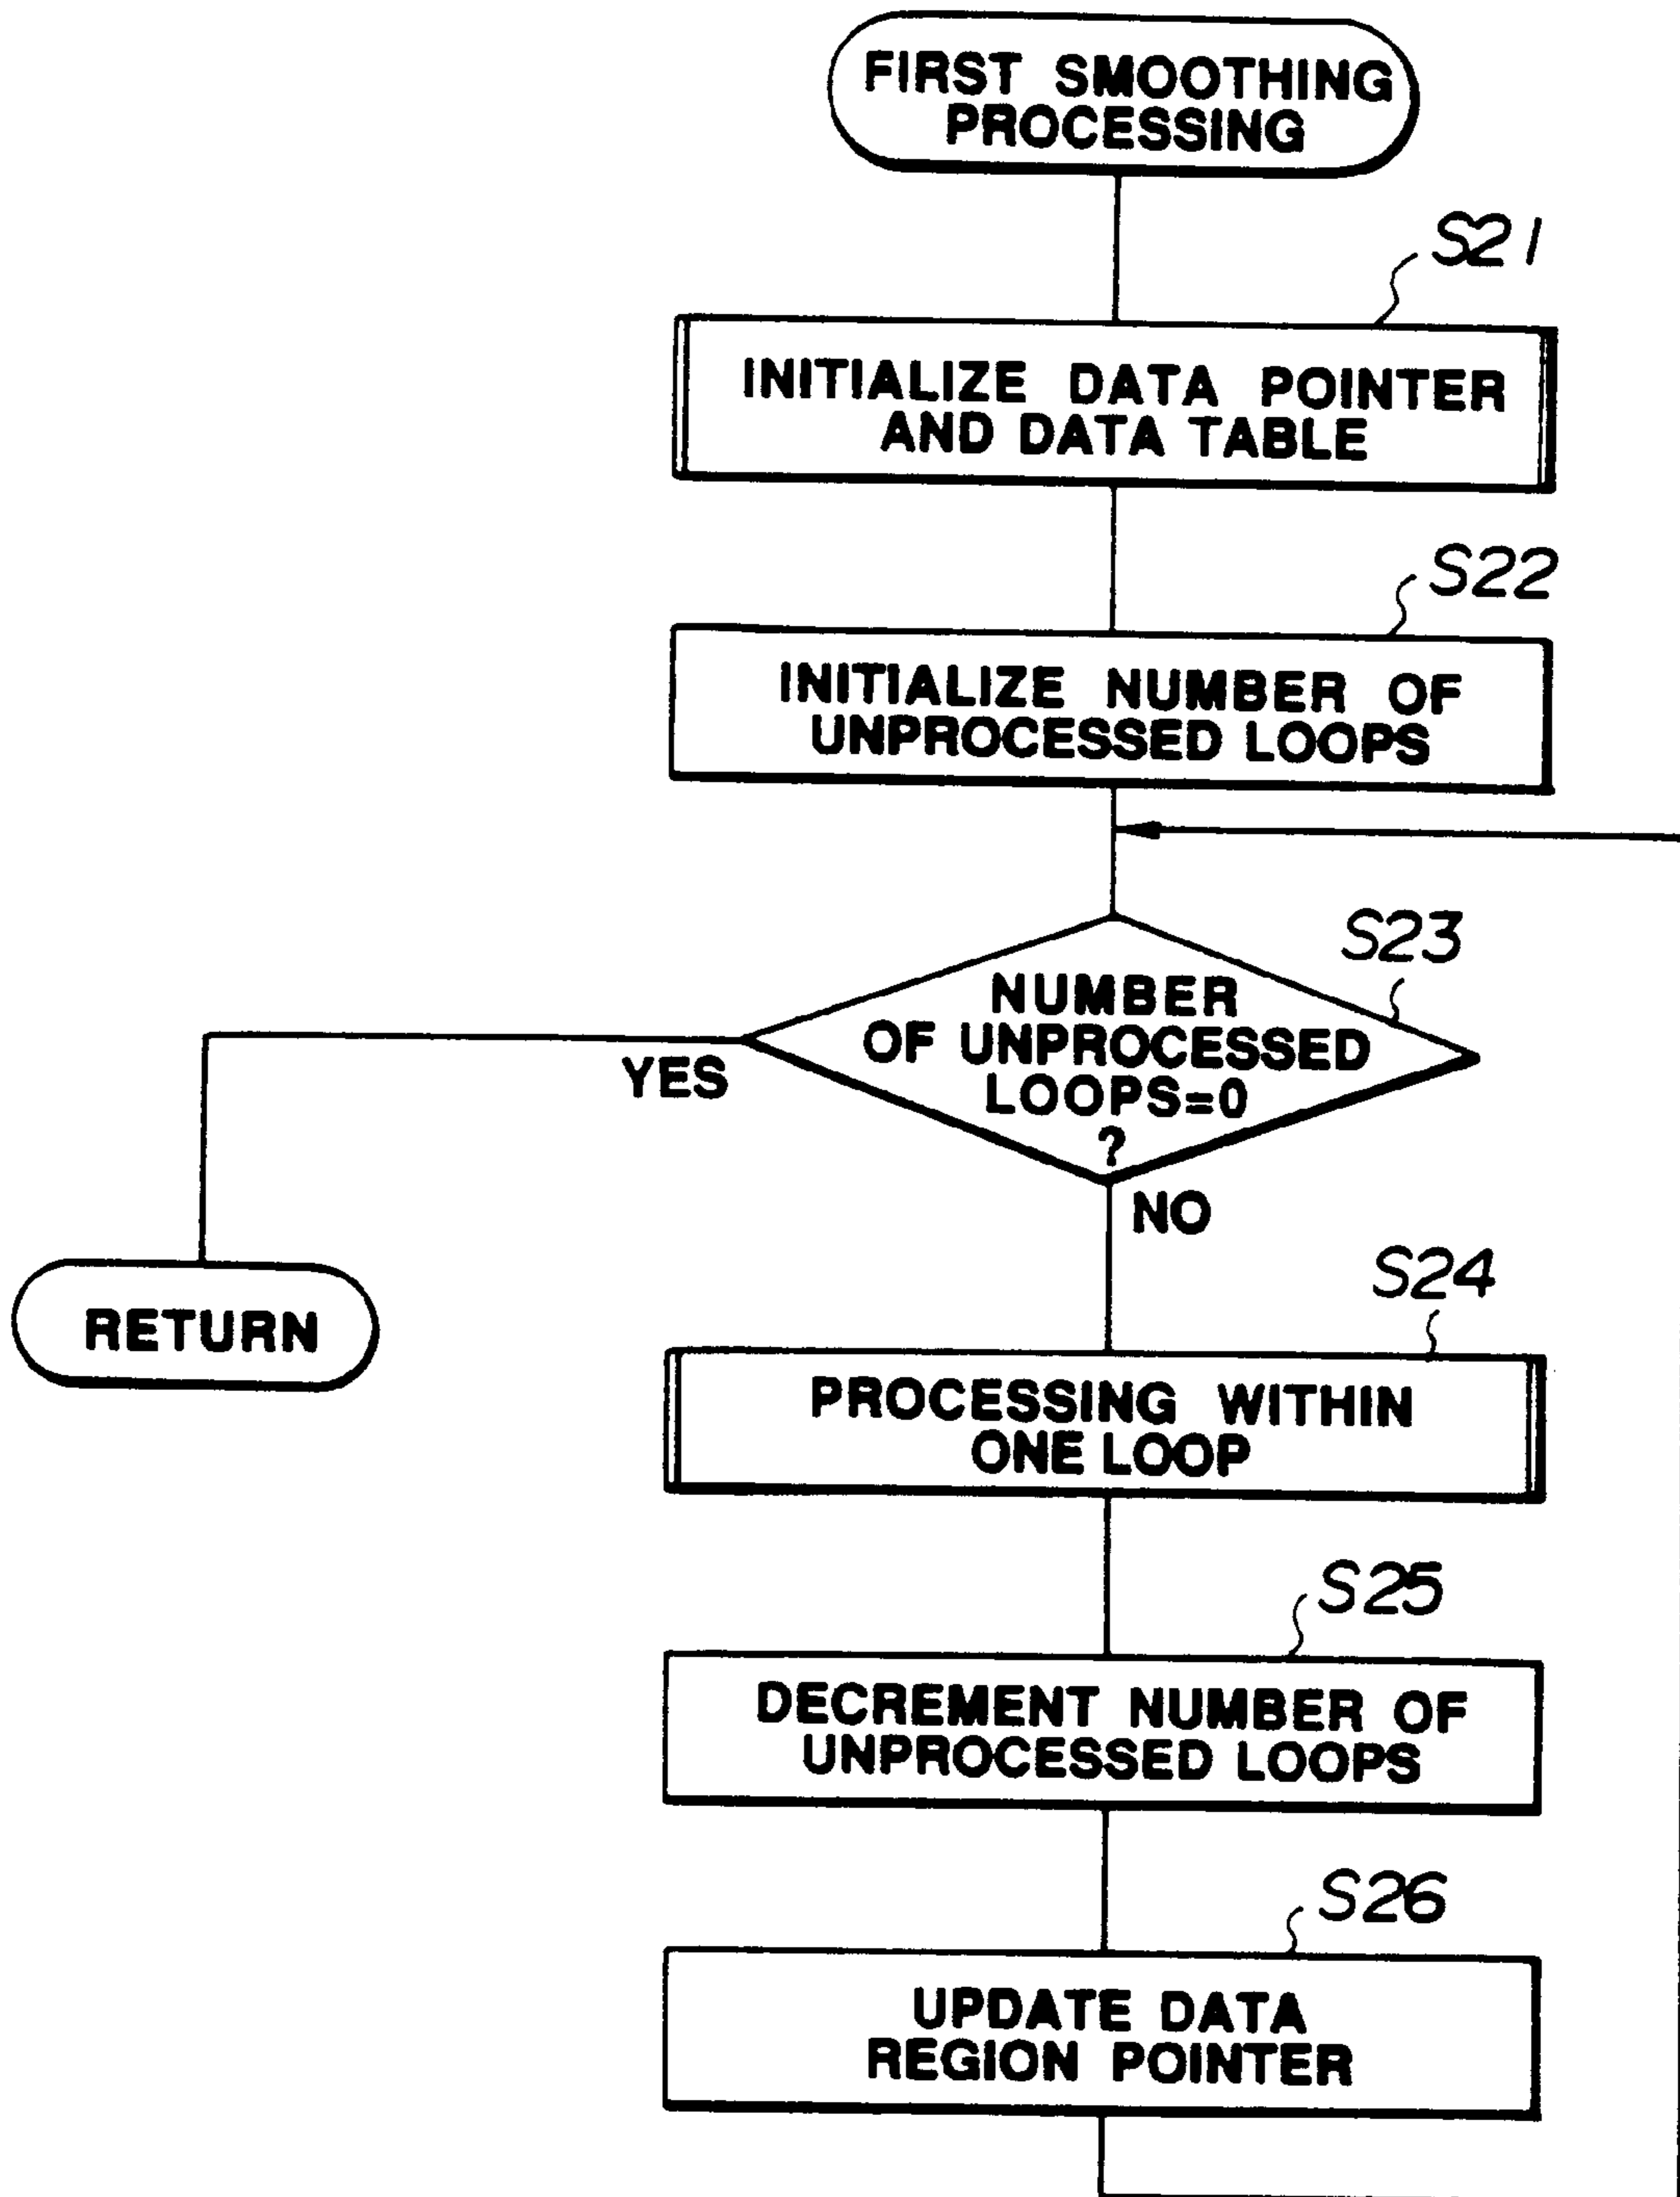 FIRST SMOOTHING
PROCESSING
S21
INITIALIZE DATA POINTER
AND DATA TABLE
S22
INITIALIZE NUMBER OF
UNPROCESSED LOOPS
S23
NUMBER
OF UNPROCESSED
LOOPS=0
?
YES
NO
RETURN
S24
PROCESSING WITHIN
ONE LOOP
S25
DECREMENT NUMBER OF
UNPROCESSED LOOPS
S26
UPDATE DATA
REGION POINTER